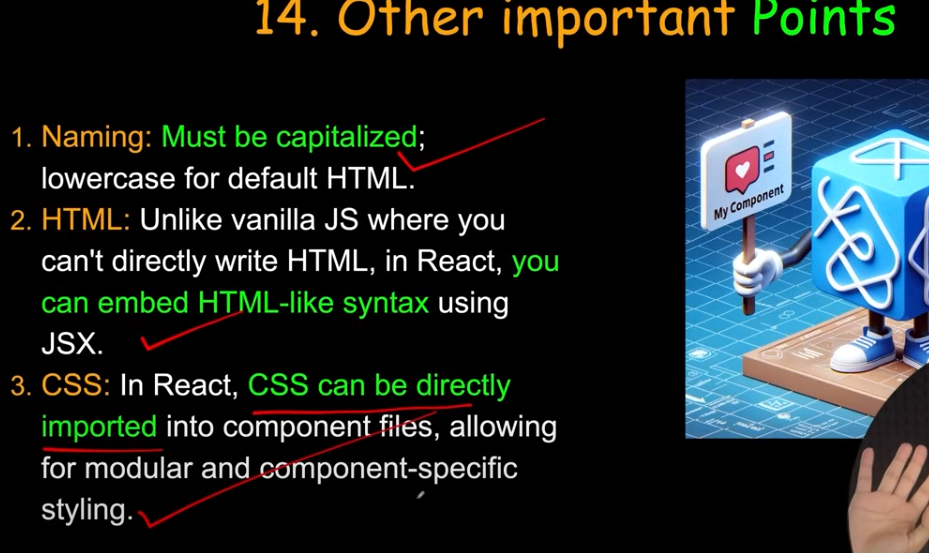 14. Other important Points
1. Naming: Must be capitalized;
lowercase for default HTML.
2. HTML: Unlike vanilla JS where you
can't directly write HTML, in React, you
can embed HTML-like syntax using
JSX.
3. CSS: In React, CSS can be directly
imported into component files, allowing
for modular and component-specific
styling.
My Component